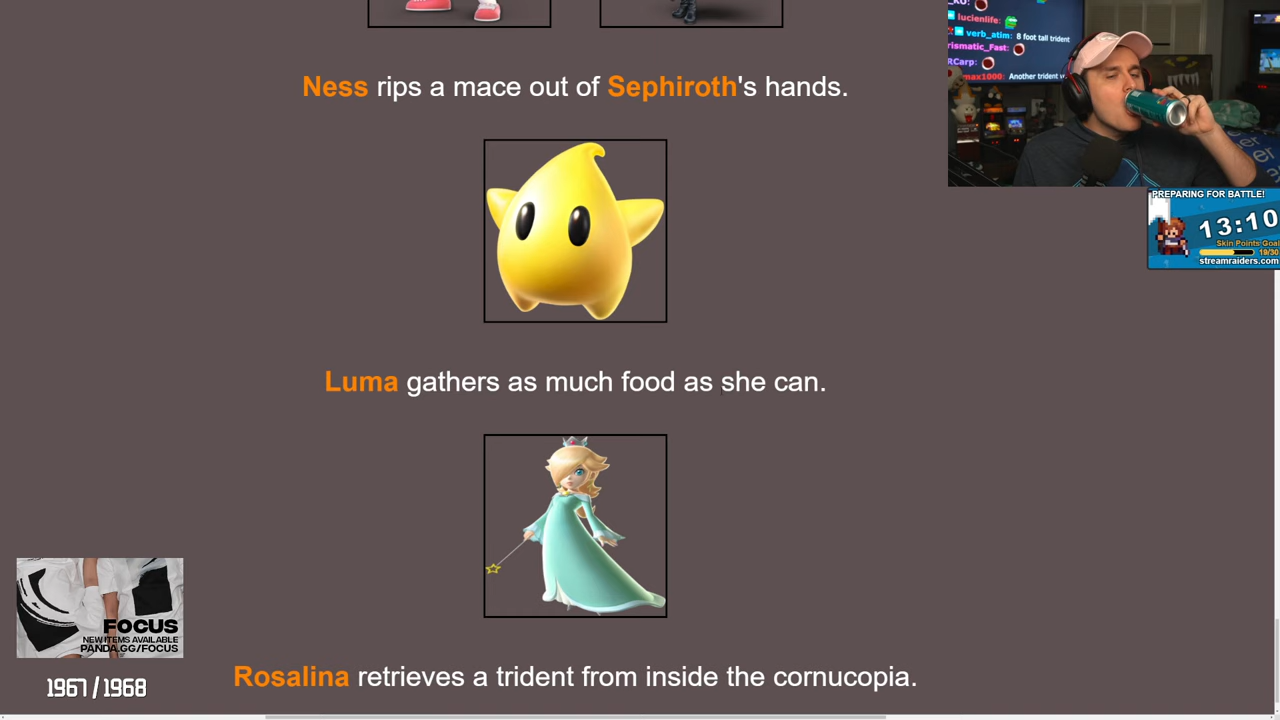 lucienlife:
verb_atim: 8 foot tall trident
rismatic_Fast:
RCarp:
max1000: Another trident
Ness rips a mace out of Sephiroth's hands.
PREPARING FOR BATTLE!
13:10
Skin Points Goal
19/30
streamraiders.com
Luma gathers as much food as she can.
FOCUS
NEW ITEMS AVAILABLE
PANDA.GG/FOCUS
1967 / 1968
Rosalina retrieves a trident from inside the cornucopia.